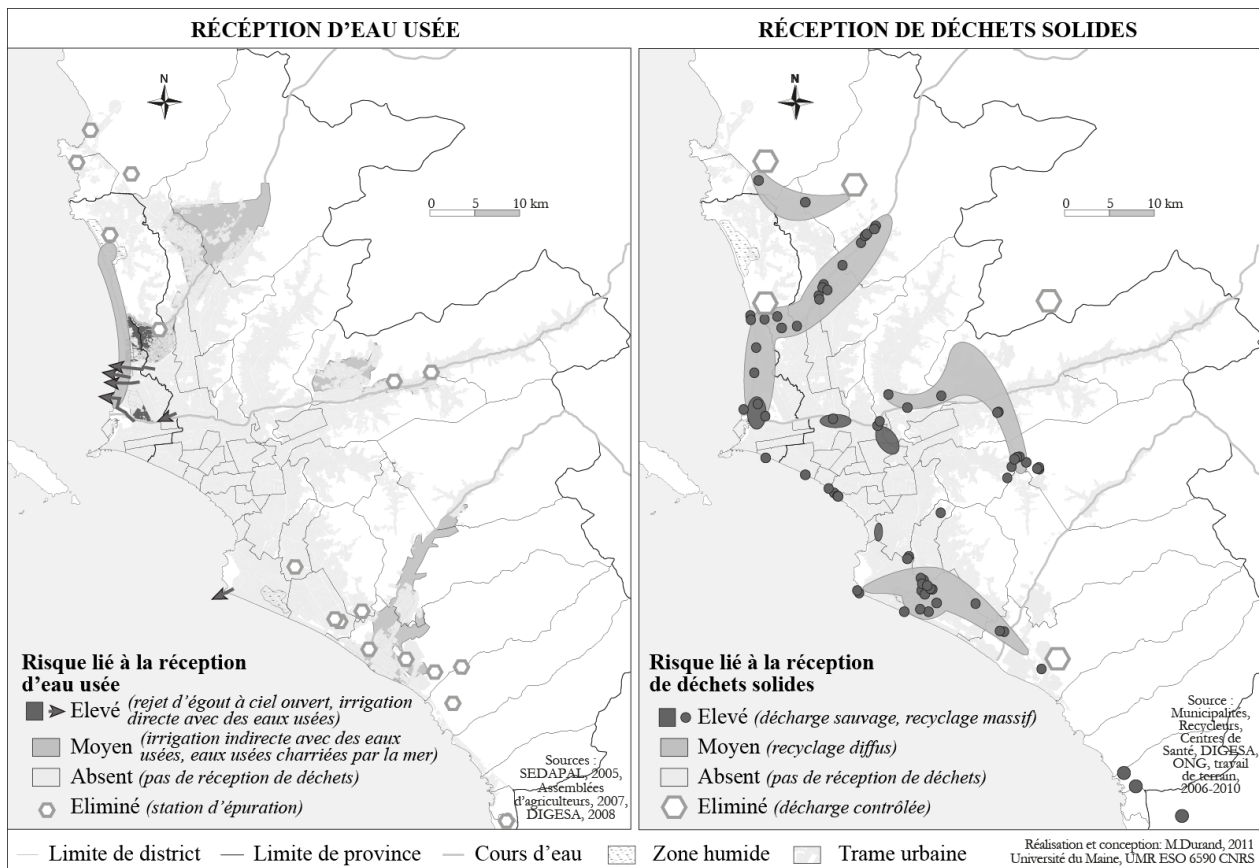 RÉCÉPTION D'EAU USÉE
N
0 5 10 km
Risque lié à la réception
d'eau usée
Elevé (rejet d'égout à ciel ouvert, irrigation
directe avec des eaux usées)
Moyen (irrigation indirecte avec des eaux
usées, eaux usées charriées par la mer)
Absent (pas de réception de déchets)
Eliminé (station d'épuration)
Sources :
SEDAPAL, 2005,
Assemblées
d'agriculteurs, 2007,
DIGESA, 2008
RÉCEPTION DE DÉCHETS SOLIDES
N
0 5 10 km
Risque lié à la réception
de déchets solides
Elevé (décharge sauvage, recyclage massif)
Moyen (recyclage diffus)
Absent (pas de réception de déchets)
Eliminé (décharge contrôlée)
Source :
Municipalités,
Recycleurs,
Centres de
Santé, DIGESA,
ONG, travail
de terrain,
2006-2010
Limite de district Limite de province Cours d'eau Zone humide Trame urbaine
Réalisation et conception: M.Durand, 2011
Université du Maine, UMR ESO 6590 CNRS